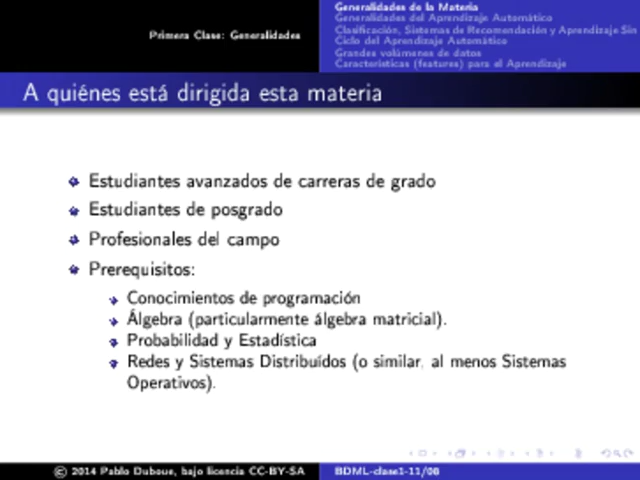 Primera Clase: Generalidades
Generalidades de la Materia
Generalidades del Aprendizaje Automático
Clasificación, Sistemas de Recomendación y Aprendizaje Sin
Ciclo del Aprendizaje Automático
Grandes volúmenes de datos
Características (features) para el Aprendizaje
A quiénes está dirigida esta materia
Estudiantes avanzados de carreras de grado
Estudiantes de posgrado
Profesionales del campo
Prerequisitos:
Conocimientos de programación
Álgebra (particularmente álgebra matricial).
Probabilidad y Estadística
Redes y Sistemas Distribuídos (o similar, al menos Sistemas
Operativos).
© 2014 Pablo Duboue, bajo licencia CC-BY-SA
BDML-clase1-11/08